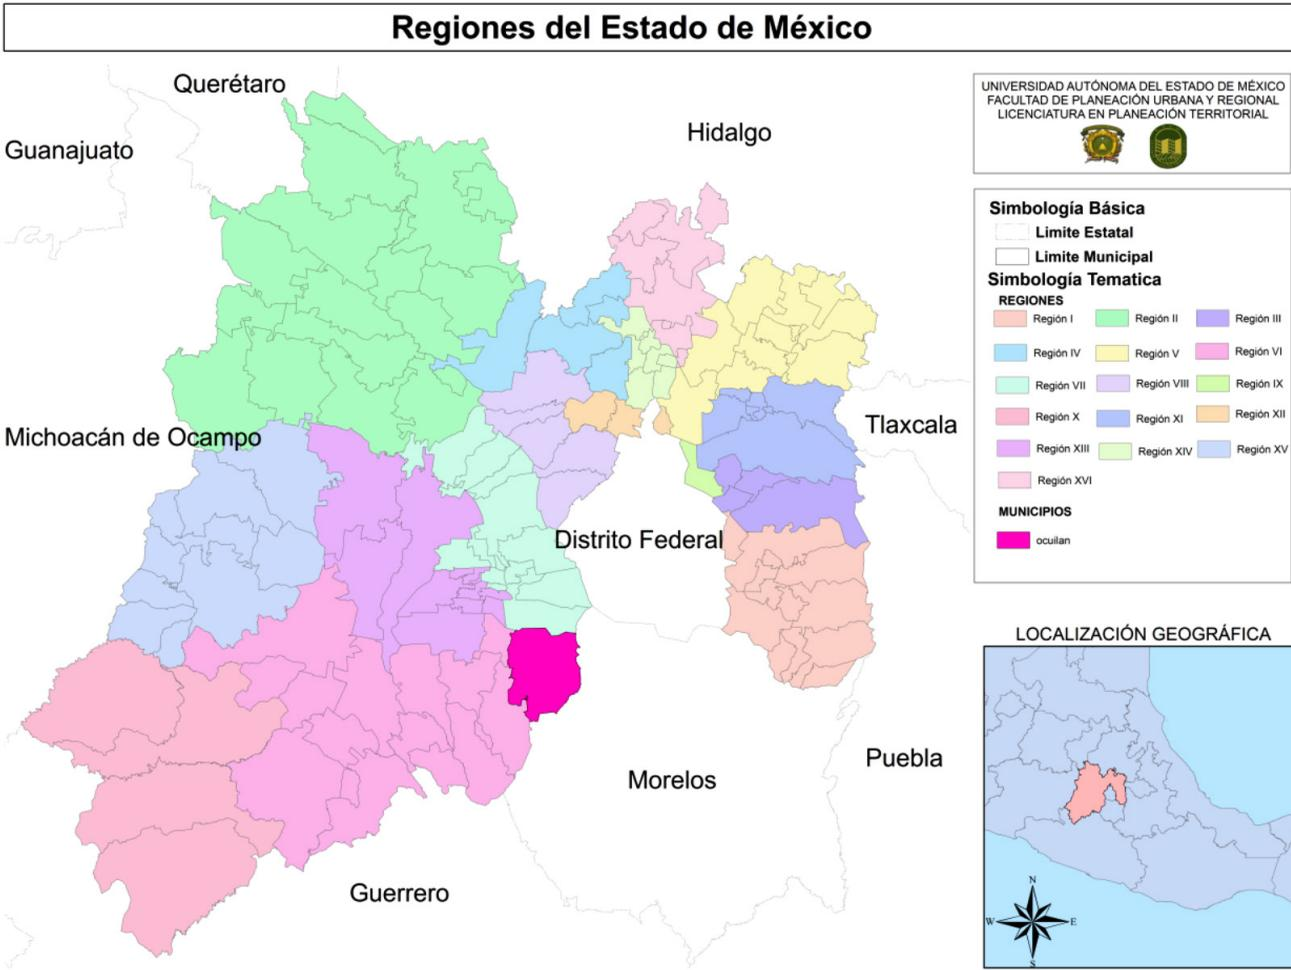 Regiones del Estado de México
Querétaro
Guanajuato
Hidalgo
Michoacán de Ocampo
Tlaxcala
Distrito Federal
Puebla
Morelos
Guerrero
UNIVERSIDAD AUTÓNOMA DEL ESTADO DE MÉXICO
FACULTAD DE PLANEACIÓN URBANA Y REGIONAL
LICENCIATURA EN PLANEACIÓN TERRITORIAL
Simbología Básica
Limite Estatal
Limite Municipal
Simbología Tematica
REGIONES
Región I Región II Región III
Región IV Región V Región VI
Región VII Región VIII Región IX
Región X Región XI Región XII
Región XIII Región XIV Región XV
Región XVI
MUNICIPIOS
ocuilan
LOCALIZACIÓN GEOGRÁFICA
N
W E
S